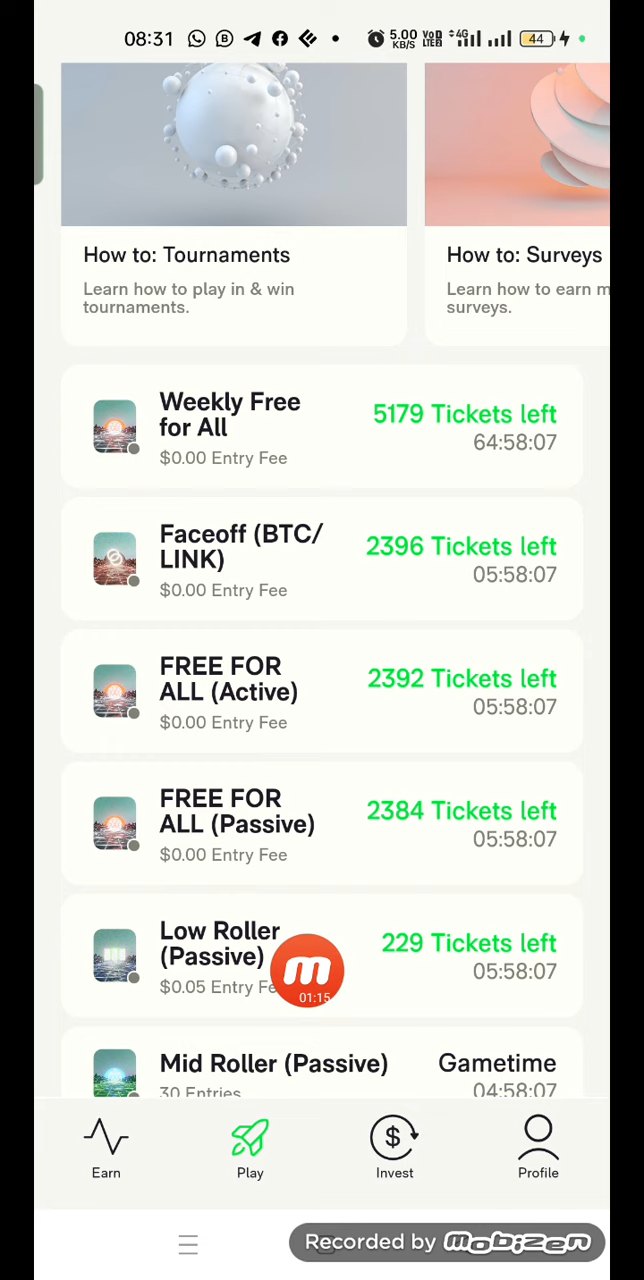 08:31
5.00 KB/S
VoD LTE2
4G
44
How to: Tournaments
Learn how to play in & win
tournaments.
How to: Surveys
Learn how to earn m
surveys.
Weekly Free
for All
$0.00 Entry Fee
5179 Tickets left
64:58:07
Faceoff (BTC/
LINK)
$0.00 Entry Fee
2396 Tickets left
05:58:07
FREE FOR
ALL (Active)
$0.00 Entry Fee
2392 Tickets left
05:58:07
FREE FOR
ALL (Passive)
$0.00 Entry Fee
2384 Tickets left
05:58:07
Low Roller
(Passive)
$0.05 Entry Fe
229 Tickets left
05:58:07
01:15
Mid Roller (Passive)
30 Entries
Gametime
04:58:07
Earn
Play
Invest
Profile
Recorded by mobizen